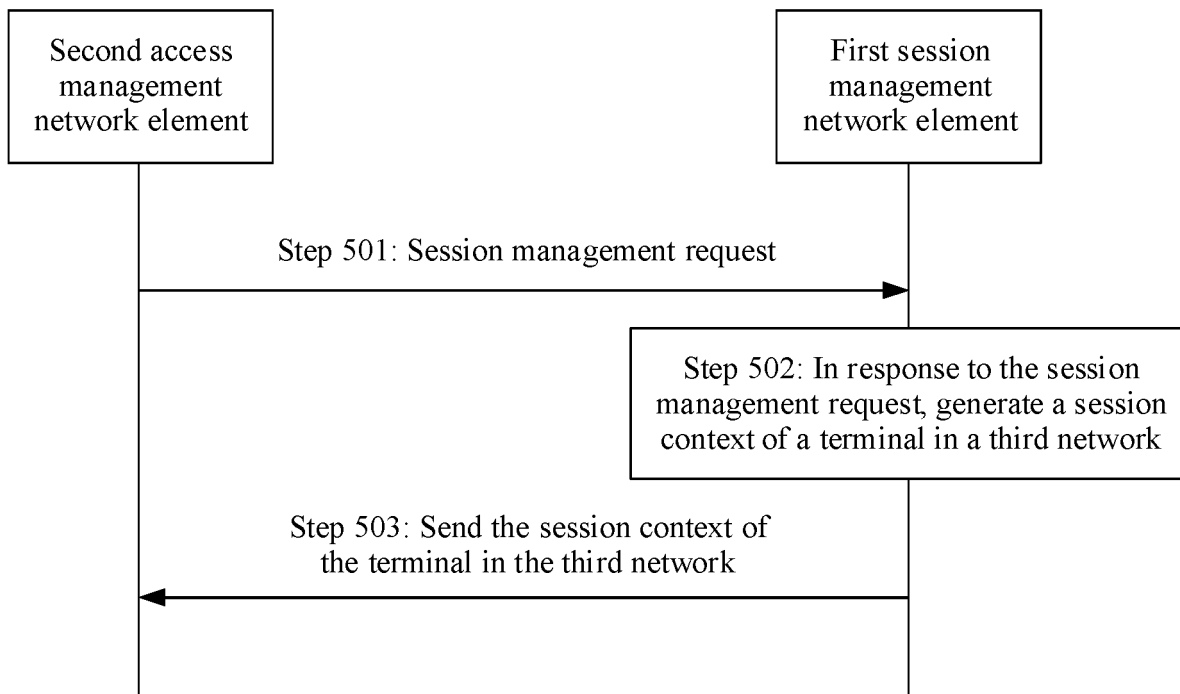 Second access
management
network element
First session
management
network element
Step 501: Session management request
Step 502: In response to the session
management request, generate a session
context of a terminal in a third network
Step 503: Send the session context of
the terminal in the third network